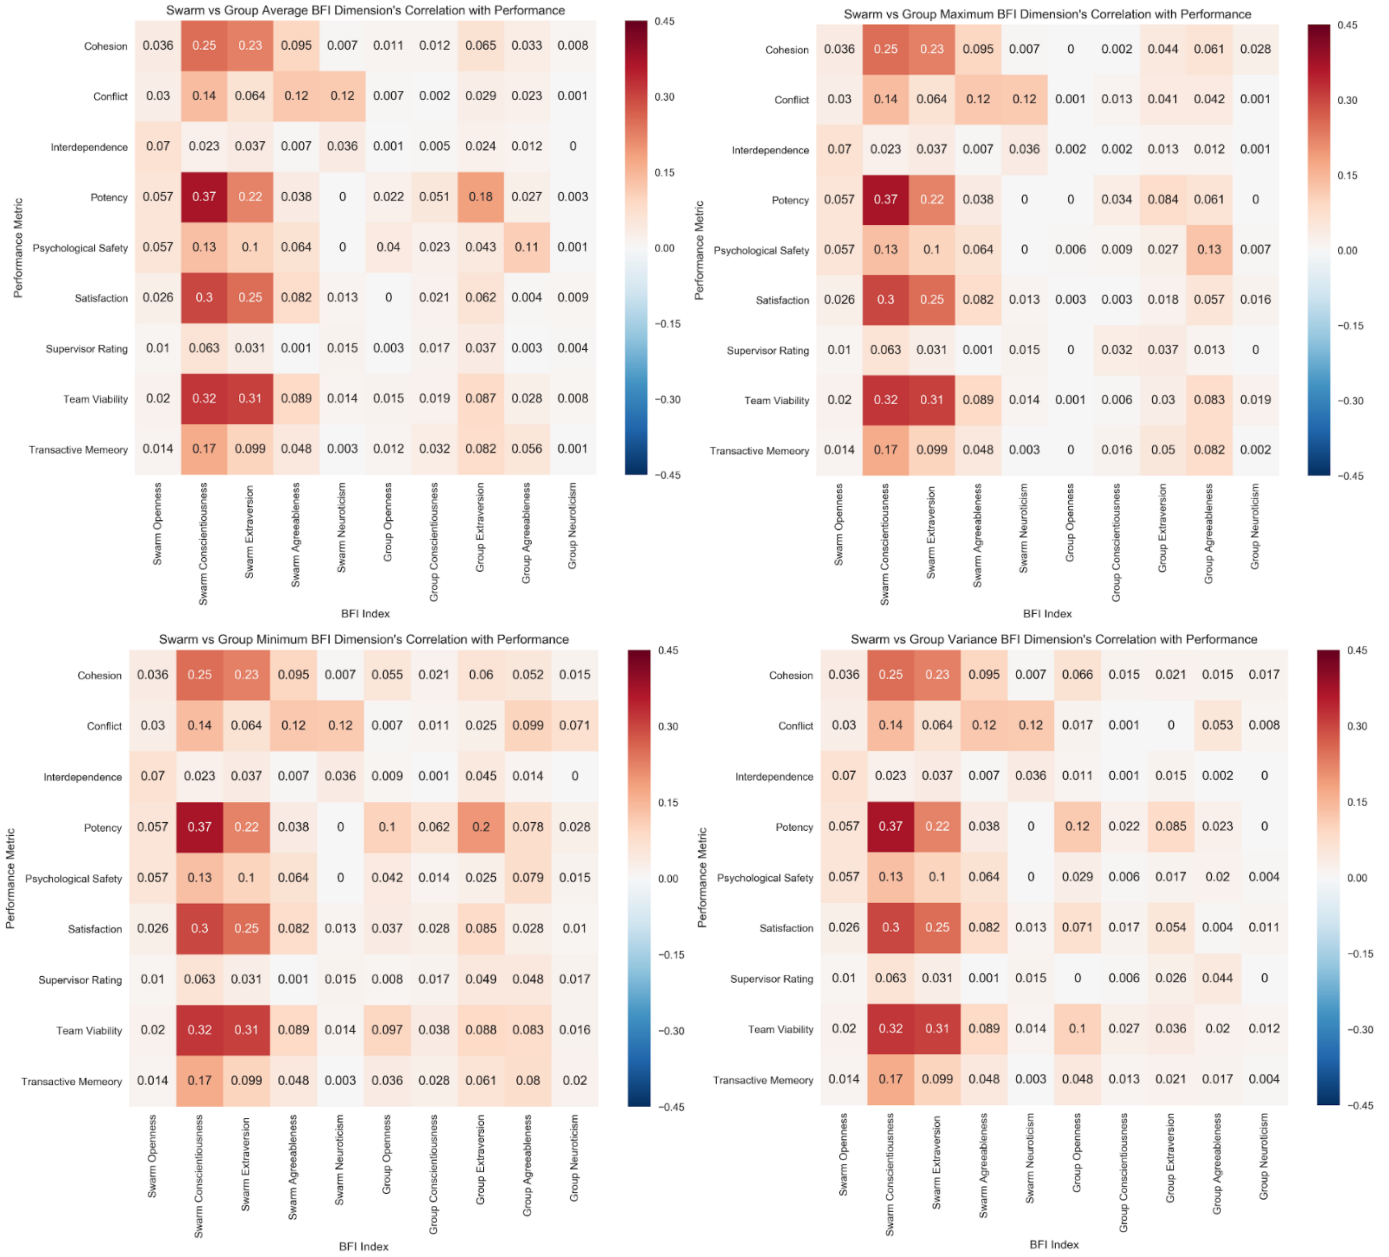 Swarm vs Group Average BFI Dimension's Correlation with Performance
Performance Metric
Cohesion 0.036 0.25 0.23 0.095 0.007 0.011 0.012 0.065 0.033 0.008
Conflict 0.03 0.14 0.064 0.12 0.12 0.007 0.002 0.029 0.023 0.001
Interdependence 0.07 0.023 0.037 0.007 0.036 0.001 0.005 0.024 0.012 0
Potency 0.057 0.37 0.22 0.038 0 0.022 0.051 0.18 0.027 0.003
Psychological Safety 0.057 0.13 0.1 0.064 0 0.04 0.023 0.043 0.11 0.001
Satisfaction 0.026 0.3 0.25 0.082 0.013 0 0.021 0.062 0.004 0.009
Supervisor Rating 0.01 0.063 0.031 0.001 0.015 0.003 0.017 0.037 0.003 0.004
Team Viability 0.02 0.32 0.31 0.089 0.014 0.015 0.019 0.087 0.028 0.008
Transactive Memeory 0.014 0.17 0.099 0.048 0.003 0.012 0.032 0.082 0.056 0.001
Swarm Openness
Swarm Conscientiousness
Swarm Extraversion
Swarm Agreeableness
Swarm Neuroticism
Group Openness
Group Conscientiousness
Group Extraversion
Group Agreeableness
Group Neuroticism
BFI Index
0.45
0.30
0.15
0.00
−0.15
−0.30
−0.45
Swarm vs Group Maximum BFI Dimension's Correlation with Performance
Performance Metric
Cohesion 0.036 0.25 0.23 0.095 0.007 0 0.002 0.044 0.061 0.028
Conflict 0.03 0.14 0.064 0.12 0.12 0.001 0.013 0.041 0.042 0.001
Interdependence 0.07 0.023 0.037 0.007 0.036 0.002 0.002 0.013 0.012 0.001
Potency 0.057 0.37 0.22 0.038 0 0 0.034 0.084 0.061 0
Psychological Safety 0.057 0.13 0.1 0.064 0 0.006 0.009 0.027 0.13 0.007
Satisfaction 0.026 0.3 0.25 0.082 0.013 0.003 0.003 0.018 0.057 0.016
Supervisor Rating 0.01 0.063 0.031 0.001 0.015 0 0.032 0.037 0.013 0
Team Viability 0.02 0.32 0.31 0.089 0.014 0.001 0.006 0.03 0.083 0.019
Transactive Memeory 0.014 0.17 0.099 0.048 0.003 0 0.016 0.05 0.082 0.002
Swarm Openness
Swarm Conscientiousness
Swarm Extraversion
Swarm Agreeableness
Swarm Neuroticism
Group Openness
Group Conscientiousness
Group Extraversion
Group Agreeableness
Group Neuroticism
BFI Index
0.45
0.30
0.15
0.00
−0.15
−0.30
−0.45
Swarm vs Group Minimum BFI Dimension's Correlation with Performance
Performance Metric
Cohesion 0.036 0.25 0.23 0.095 0.007 0.055 0.021 0.06 0.052 0.015
Conflict 0.03 0.14 0.064 0.12 0.12 0.007 0.011 0.025 0.099 0.071
Interdependence 0.07 0.023 0.037 0.007 0.036 0.009 0.001 0.045 0.014 0
Potency 0.057 0.37 0.22 0.038 0 0.1 0.062 0.2 0.078 0.028
Psychological Safety 0.057 0.13 0.1 0.064 0 0.042 0.014 0.025 0.079 0.015
Satisfaction 0.026 0.3 0.25 0.082 0.013 0.037 0.028 0.085 0.028 0.01
Supervisor Rating 0.01 0.063 0.031 0.001 0.015 0.008 0.017 0.049 0.048 0.017
Team Viability 0.02 0.32 0.31 0.089 0.014 0.097 0.038 0.088 0.083 0.016
Transactive Memeory 0.014 0.17 0.099 0.048 0.003 0.036 0.028 0.061 0.08 0.02
Swarm Openness
Swarm Conscientiousness
Swarm Extraversion
Swarm Agreeableness
Swarm Neuroticism
Group Openness
Group Conscientiousness
Group Extraversion
Group Agreeableness
Group Neuroticism
BFI Index
0.45
0.30
0.15
0.00
−0.15
−0.30
−0.45
Swarm vs Group Variance BFI Dimension's Correlation with Performance
Performance Metric
Cohesion 0.036 0.25 0.23 0.095 0.007 0.066 0.015 0.021 0.015 0.017
Conflict 0.03 0.14 0.064 0.12 0.12 0.017 0.001 0 0.053 0.008
Interdependence 0.07 0.023 0.037 0.007 0.036 0.011 0.001 0.015 0.002 0
Potency 0.057 0.37 0.22 0.038 0 0.12 0.022 0.085 0.023 0
Psychological Safety 0.057 0.13 0.1 0.064 0 0.029 0.006 0.017 0.02 0.004
Satisfaction 0.026 0.3 0.25 0.082 0.013 0.071 0.017 0.054 0.004 0.011
Supervisor Rating 0.01 0.063 0.031 0.001 0.015 0 0.006 0.026 0.044 0
Team Viability 0.02 0.32 0.31 0.089 0.014 0.1 0.027 0.036 0.02 0.012
Transactive Memeory 0.014 0.17 0.099 0.048 0.003 0.048 0.013 0.021 0.017 0.004
Swarm Openness
Swarm Conscientiousness
Swarm Extraversion
Swarm Agreeableness
Swarm Neuroticism
Group Openness
Group Conscientiousness
Group Extraversion
Group Agreeableness
Group Neuroticism
BFI Index
0.45
0.30
0.15
0.00
−0.15
−0.30
−0.45